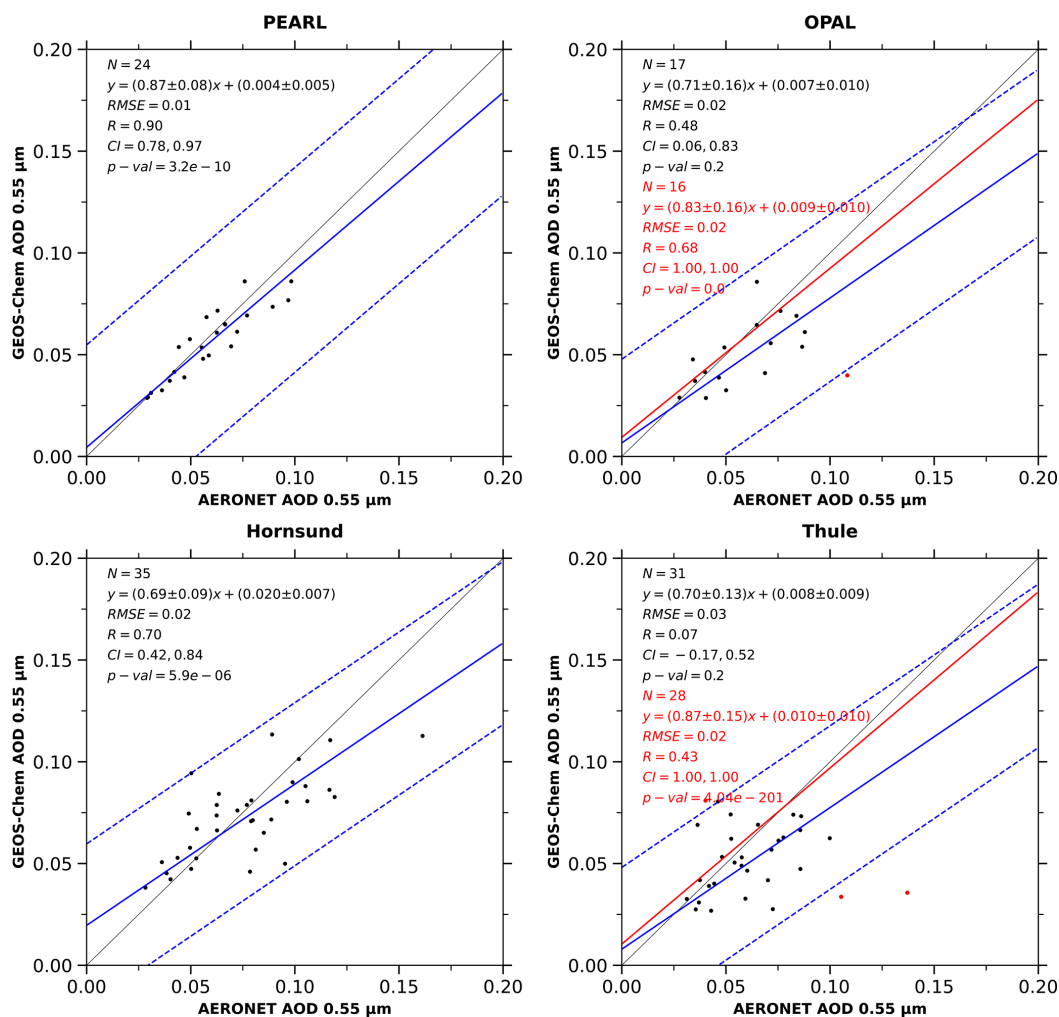 PEARL
0.20
0.15
0.10
0.05
0.00
GEOS-Chem AOD 0.55 μm
N = 24
y = (0.87±0.08)x + (0.004±0.005)
RMSE = 0.01
R = 0.90
CI = 0.78, 0.97
p − val = 3.2e − 10
0.00 0.05 0.10 0.15 0.20
AERONET AOD 0.55 μm
OPAL
0.20
0.15
0.10
0.05
0.00
GEOS-Chem AOD 0.55 μm
N = 17
y = (0.71±0.16)x + (0.007±0.010)
RMSE = 0.02
R = 0.48
CI = 0.06, 0.83
p − val = 0.2
N = 16
y = (0.83±0.16)x + (0.009±0.010)
RMSE = 0.02
R = 0.68
CI = 1.00, 1.00
p − val = 0.0
0.00 0.05 0.10 0.15 0.20
AERONET AOD 0.55 μm
Hornsund
0.20
0.15
0.10
0.05
0.00
GEOS-Chem AOD 0.55 μm
N = 35
y = (0.69±0.09)x + (0.020±0.007)
RMSE = 0.02
R = 0.70
CI = 0.42, 0.84
p − val = 5.9e − 06
0.00 0.05 0.10 0.15 0.20
AERONET AOD 0.55 μm
Thule
0.20
0.15
0.10
0.05
0.00
GEOS-Chem AOD 0.55 μm
N = 31
y = (0.70±0.13)x + (0.008±0.009)
RMSE = 0.03
R = 0.07
CI = −0.17, 0.52
p − val = 0.2
N = 28
y = (0.87±0.15)x + (0.010±0.010)
RMSE = 0.02
R = 0.43
CI = 1.00, 1.00
p − val = 4.04e − 201
0.00 0.05 0.10 0.15 0.20
AERONET AOD 0.55 μm